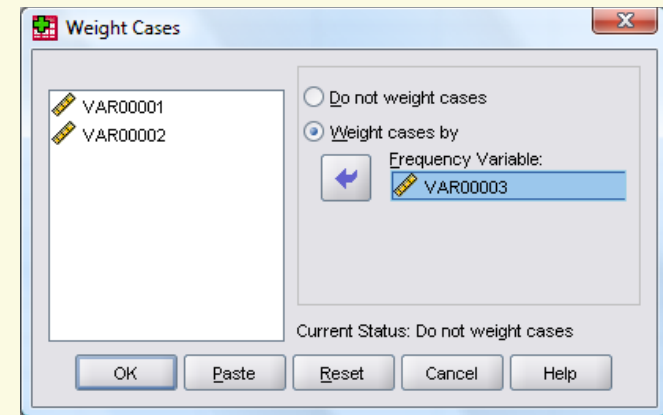 Weight Cases
VAR00001
VAR00002
Do not weight cases
Weight cases by
Frequency Variable:
VAR00003
Current Status: Do not weight cases
OK Paste Reset Cancel Help